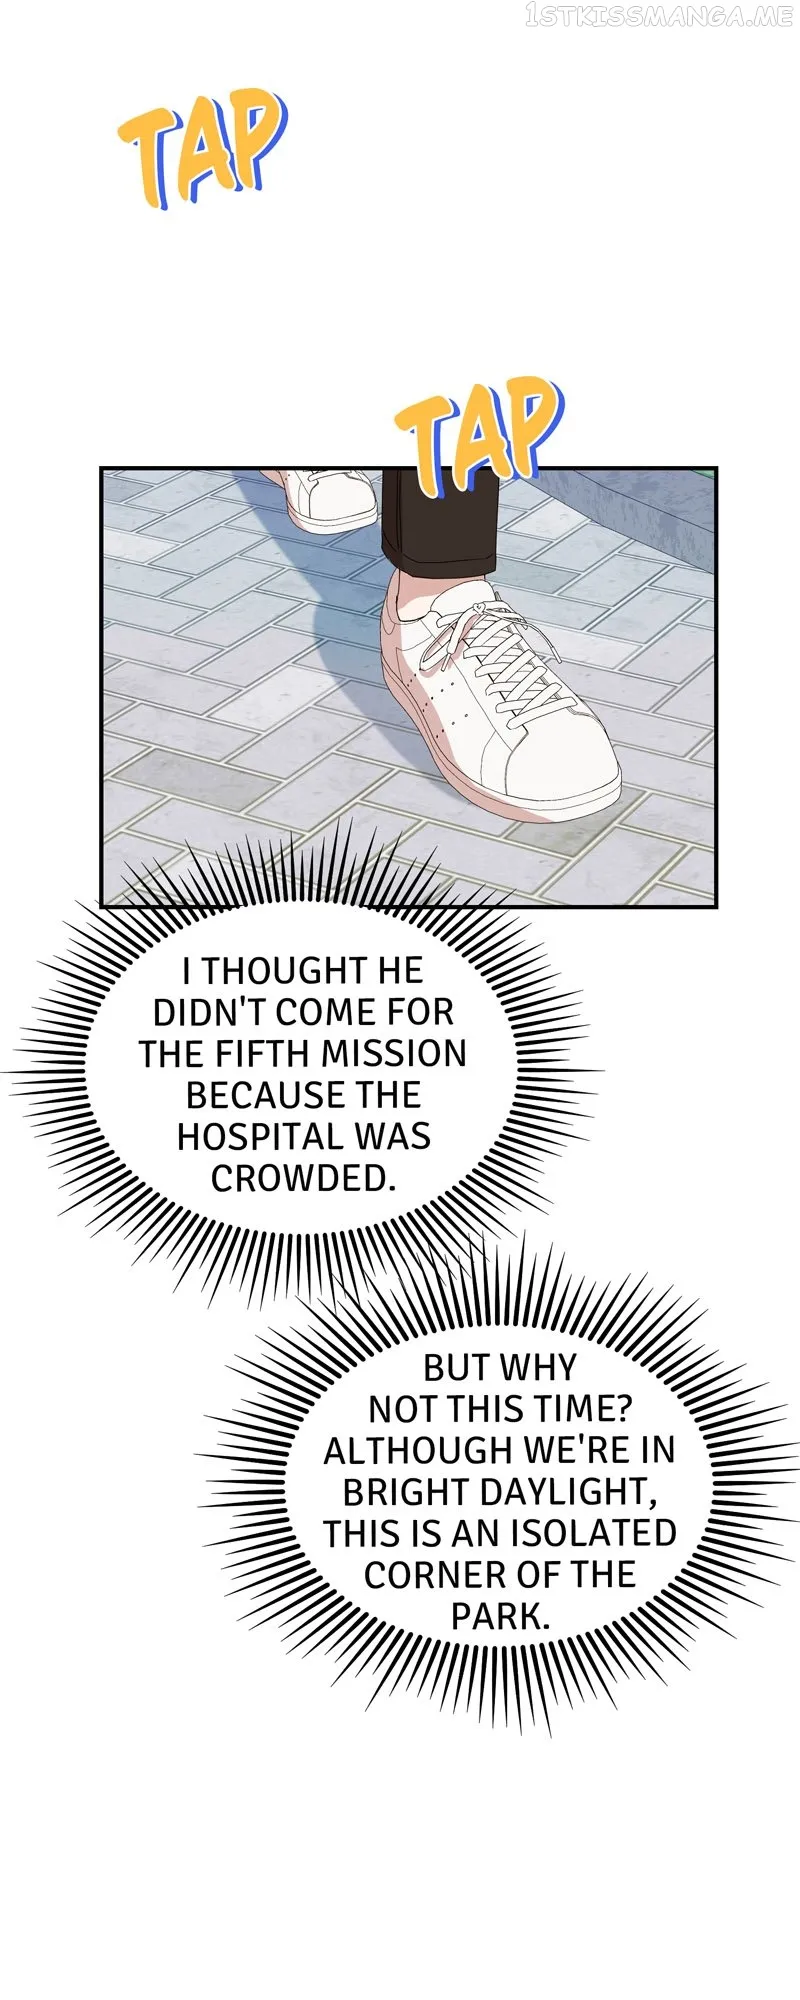 1STKISSMANGA.ME
TAP
TAP
I THOUGHT HE
DIDN'T COME FOR
THE FIFTH MISSION
BECAUSE THE
HOSPITAL WAS
CROWDED.
BUT WHY
NOT THIS TIME?
ALTHOUGH WE'RE IN
BRIGHT DAYLIGHT,
THIS IS AN ISOLATED
CORNER OF THE
PARK.